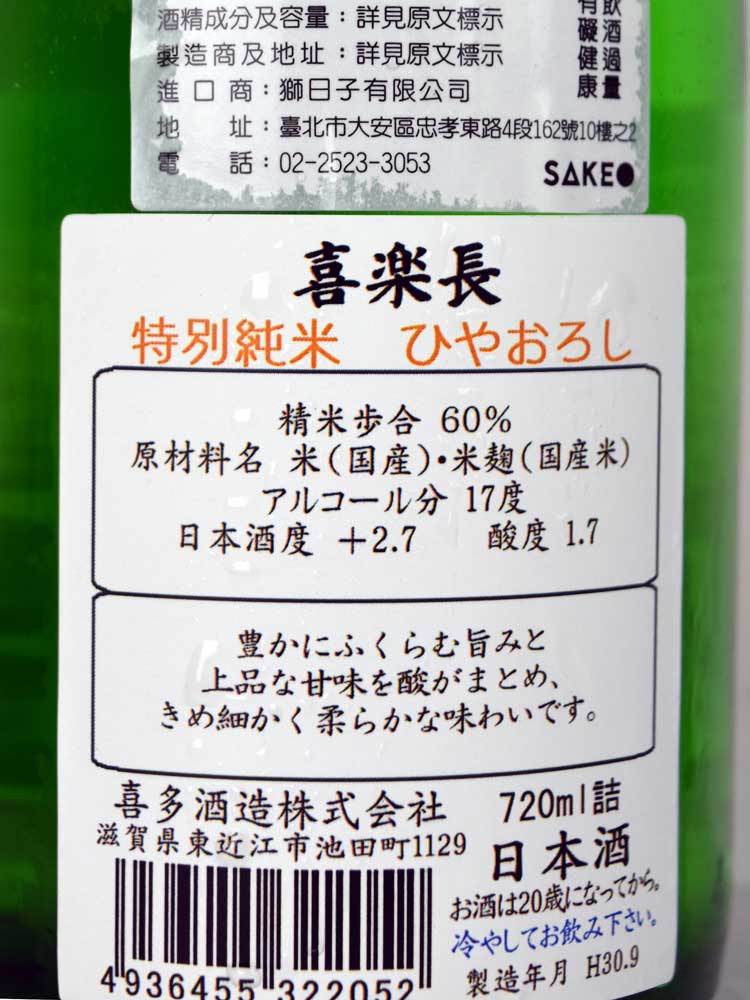 酒精成分及容量：詳見原文標示
製造商及地址：詳見原文標示
進口商：獅日子有限公司
地址：臺北市大安區忠孝東路4段162號10樓之2
電話：02-2523-3053
飲酒過量
有礙健康
SAKE
喜楽長
特別純米 ひやおろし
精米歩合 60%
原材料名 米(国産)・米麹(国産米)
アルコール分 17度
日本酒度 +2.7 酸度 1.7
豊かにふくらむ旨みと
上品な甘味を酸がまとめ、
きめ細かく柔らかな味わいです。
喜多酒造株式会社
滋賀県東近江市池田町1129
4936455322052
720ml詰
日本酒
お酒は20歳になってから。
冷やしてお飲み下さい。
製造年月 H30.9